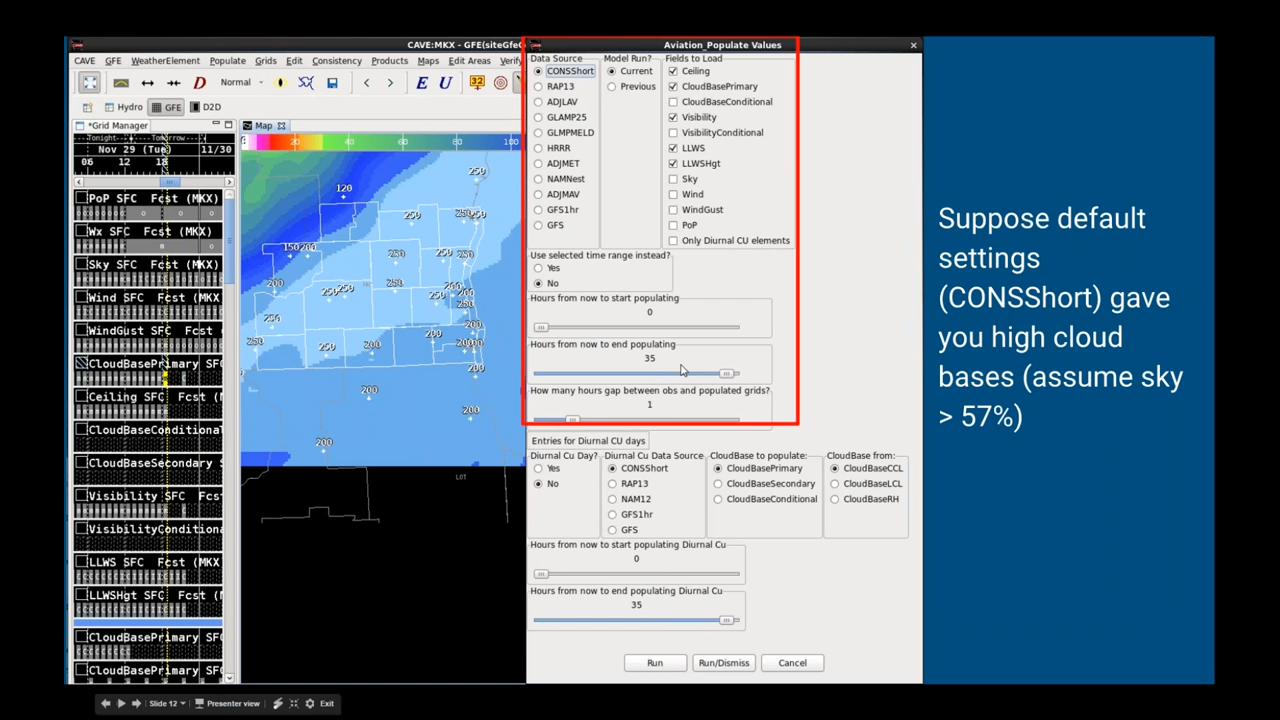 CAVE:MKX - GFE(siteGfeC
CAVE GFE WeatherElement Populate Grids Edit Consistency Products Maps Edit Areas Verify
D Normal E U 32
Hydro GFE D2D
*Grid Manager
Tonight Tomorrow
Nov 29 (Tue) 11/30
06 12 18
PoP SFC Fcst (MKX)
Wx SFC Fcst (MKX)
Sky SFC Fcst (MKX)
Wind SFC Fcst (MKX)
WindGust SFC Fcst (
CloudBasePrimary SFC
Ceiling SFC Fcst (M
CloudBaseConditional
CloudBaseSecondary S
Visibility SFC Fcst
VisibilityConditiona
LLWS SFC Fcst (MKX
LLWSHgt SFC Fcst (M
CloudBasePrimary SFC
CloudBasePrimary SFC
Map
20 40 60 80 100
250
120
250
150 200
250
250 250
200
250
200
250
250
200
200
250
200
200
200
200
200
LOT
Aviation_Populate Values
Data Source
CONSShort
RAP13
ADJLAV
GLAMP25
GLMPMELD
HRRR
ADJMET
NAMNest
ADJMAV
GFS1hr
GFS
Model Run?
Current
Previous
Fields to Load
Ceiling
CloudBasePrimary
CloudBaseConditional
Visibility
VisibilityConditional
LLWS
LLWSHgt
Sky
Wind
WindGust
PoP
Only Diurnal CU elements
Use selected time range instead?
Yes
No
Hours from now to start populating
0
Hours from now to end populating
35
How many hours gap between obs and populated grids?
1
Entries for Diurnal CU days
Diurnal Cu Day?
Yes
No
Diurnal Cu Data Source
CONSShort
RAP13
NAM12
GFS1hr
GFS
CloudBase to populate:
CloudBasePrimary
CloudBaseSecondary
CloudBaseConditional
CloudBase from:
CloudBaseCCL
CloudBaseLCL
CloudBaseRH
Hours from now to start populating Diurnal Cu
0
Hours from now to end populating Diurnal Cu
35
Run Run/Dismiss Cancel
Suppose default
settings
(CONSShort) gave
you high cloud
bases (assume sky
> 57%)
Slide 12 Presenter view Exit